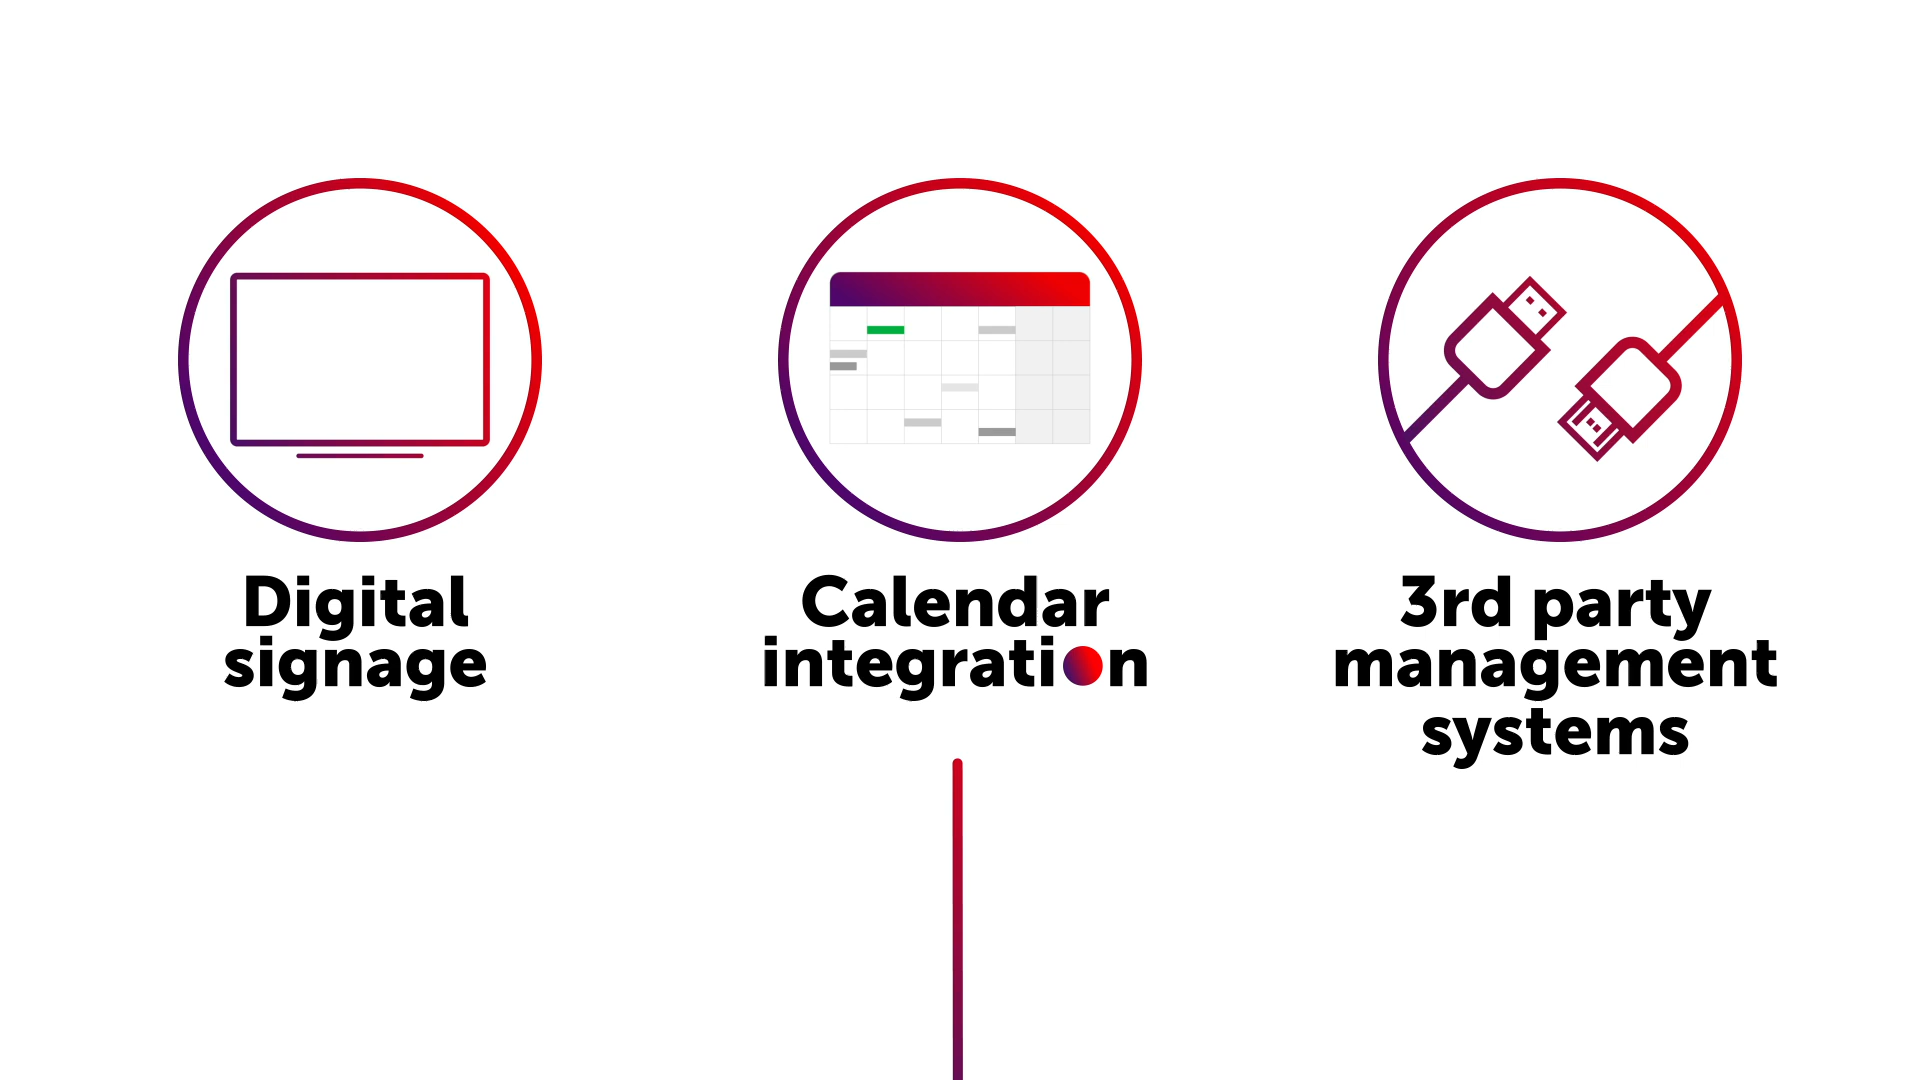 Digital
signage
Calendar
integration
3rd party
management
systems